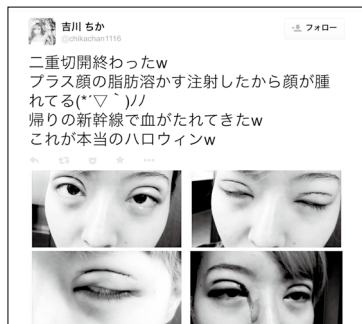 吉川 ちか
@chikachan1116
フォロー
二重切開終わったw
プラス顔の脂肪溶かす注射したから顔が腫
れてる(*´▽｀)ﾉﾉ
帰りの新幹線で血がたれてきたw
これが本当のハロウィンw